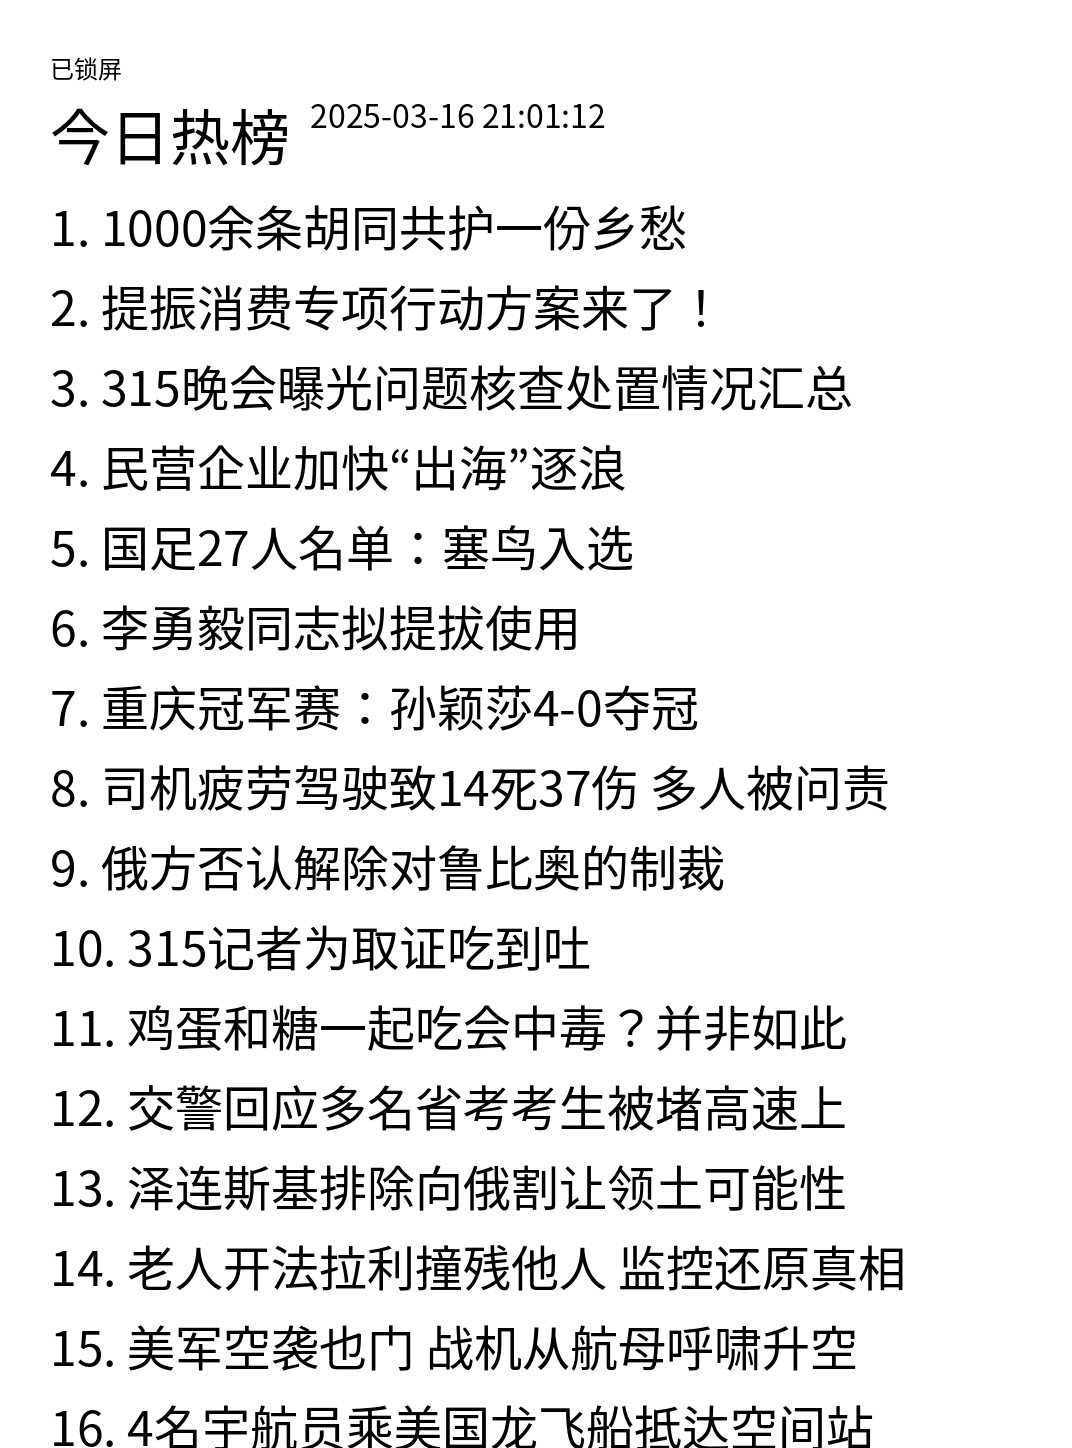 已锁屏
今日热榜 2025-03-16 21:01:12
1. 1000余条胡同共护一份乡愁
2. 提振消费专项行动方案来了！
3. 315晚会曝光问题核查处置情况汇总
4. 民营企业加快“出海”逐浪
5. 国足27人名单：塞鸟入选
6. 李勇毅同志拟提拔使用
7. 重庆冠军赛：孙颖莎4-0夺冠
8. 司机疲劳驾驶致14死37伤 多人被问责
9. 俄方否认解除对鲁比奥的制裁
10. 315记者为取证吃到吐
11. 鸡蛋和糖一起吃会中毒？并非如此
12. 交警回应多名省考考生被堵高速上
13. 泽连斯基排除向俄割让领土可能性
14. 老人开法拉利撞残他人 监控还原真相
15. 美军空袭也门 战机从航母呼啸升空
16. 4名宇航员乘美国龙飞船抵达空间站